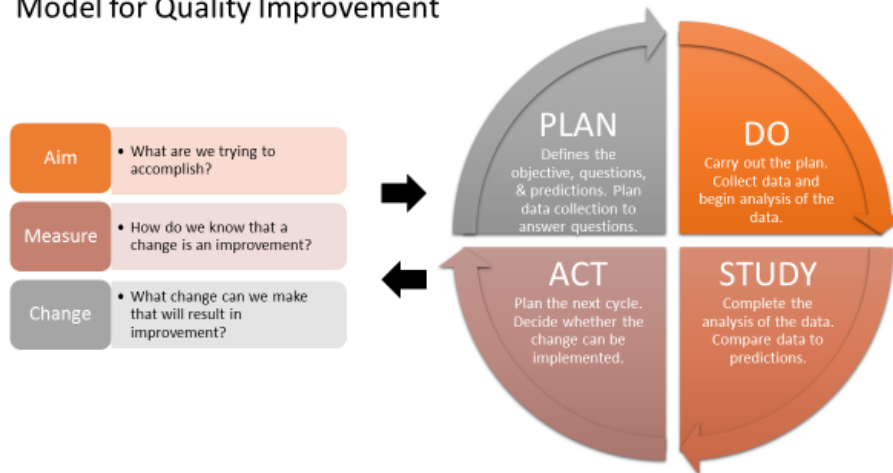 Model for Quality Improvement
Aim
• What are we trying to
accomplish?
Measure
• How do we know that a
change is an improvement?
Change
• What change can we make
that will result in
improvement?
PLAN
Defines the
objective, questions,
& predictions. Plan
data collection to
answer questions.
DO
Carry out the plan.
Collect data and
begin analysis of the
data.
ACT
Plan the next cycle.
Decide whether the
change can be
implemented.
STUDY
Complete the
analysis of the data.
Compare data to
predictions.